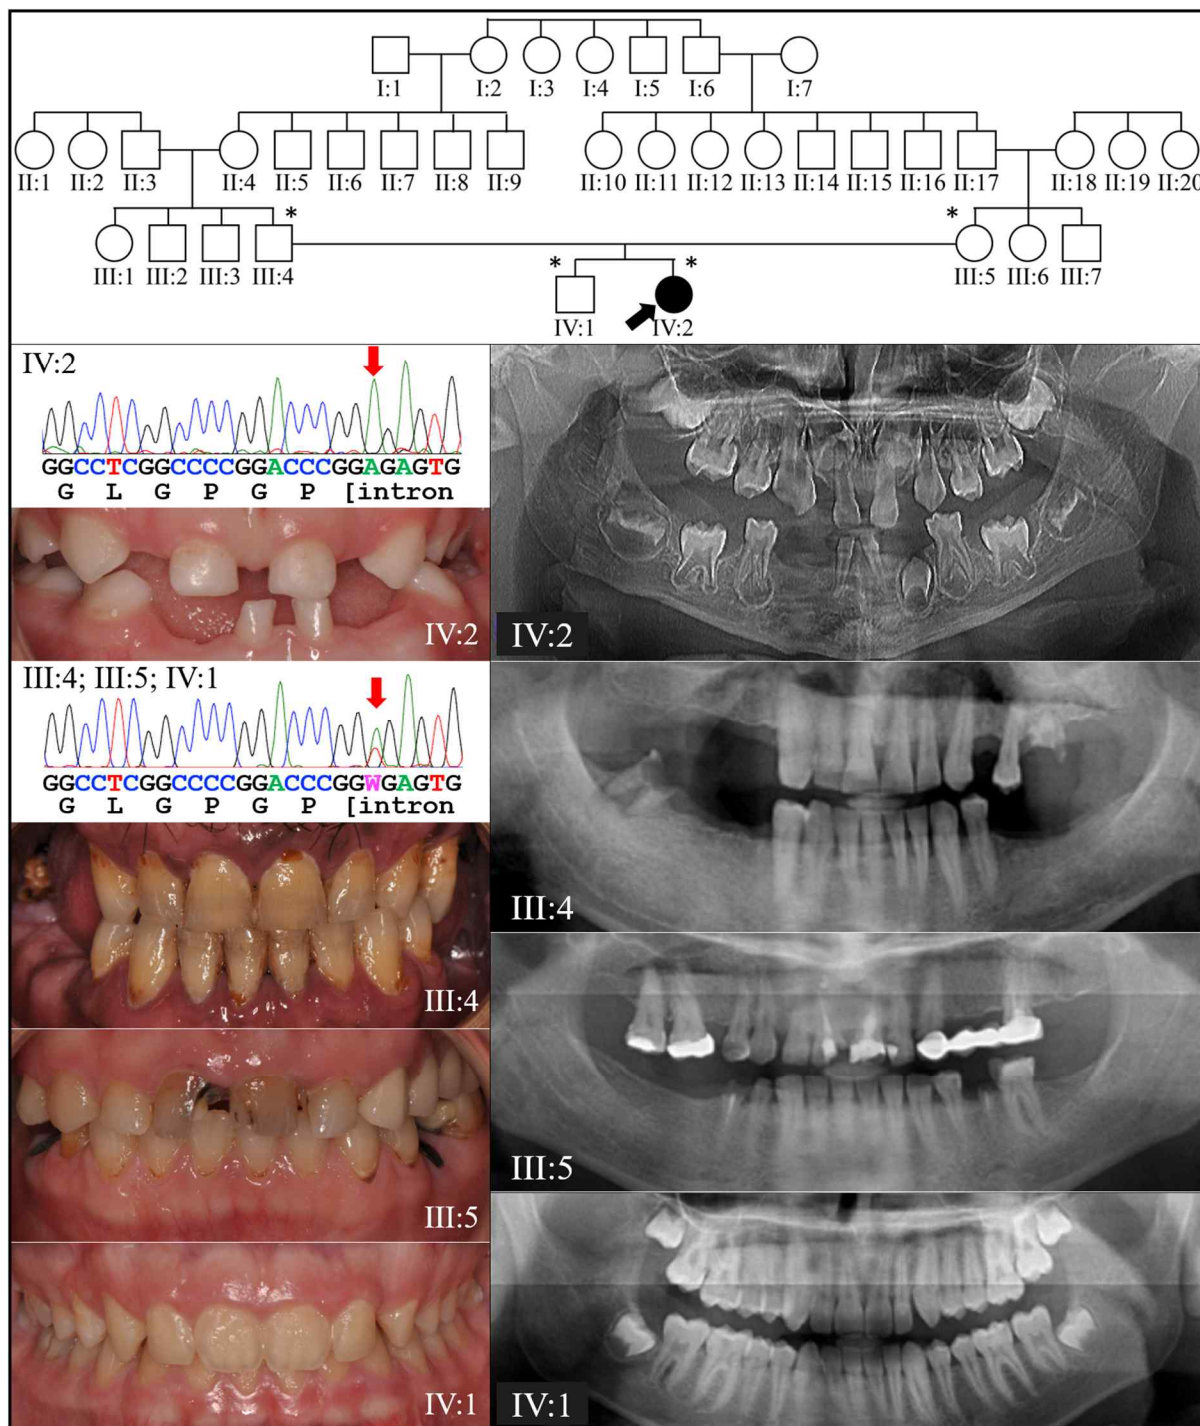 I:1 I:2 I:3 I:4 I:5 I:6 I:7
II:1 II:2 II:3 II:4 II:5 II:6 II:7 II:8 II:9 II:10 II:11 II:12 II:13 II:14 II:15 II:16 II:17 II:18 II:19 II:20
* *
III:1 III:2 III:3 III:4 III:5 III:6 III:7
* *
IV:1 IV:2
IV:2
GGCCTCGGCCCCGGACCCGGAGAGTG
G L G P G P [intron
IV:2
IV:2
III:4; III:5; IV:1
GGCCTCGGCCCCGGACCCGGWGAGTG
G L G P G P [intron
III:4
III:4
III:5
III:5
IV:1
IV:1